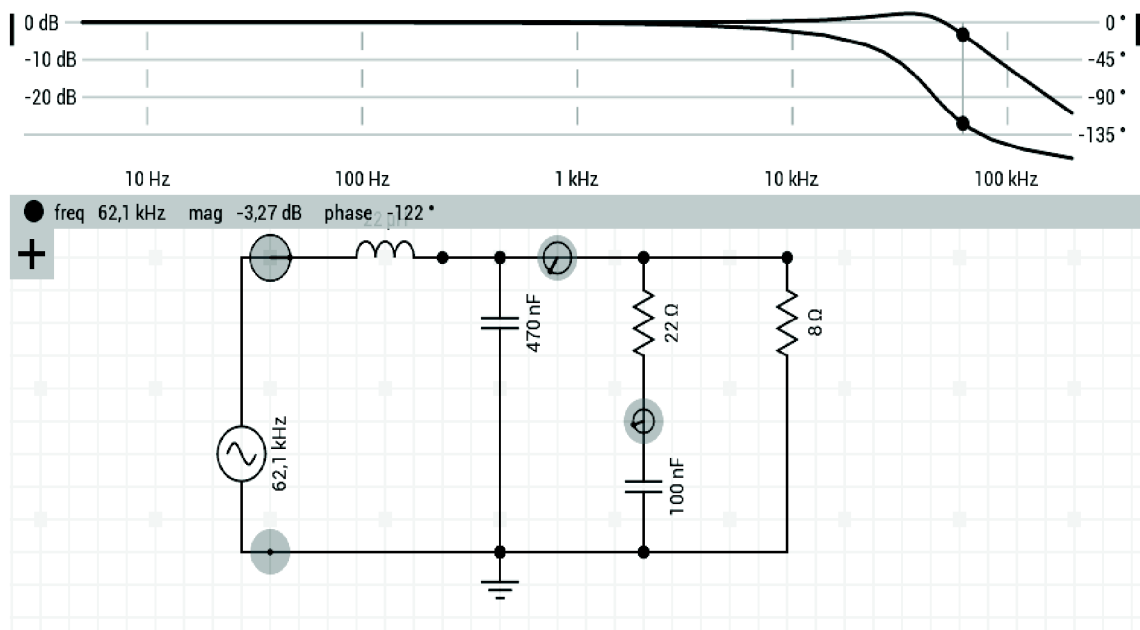 0 dB 0°
-10 dB -45°
-20 dB -90°
-135°
10 Hz 100 Hz 1 kHz 10 kHz 100 kHz
freq 62,1 kHz mag -3,27 dB phase -122°
470 nF
22 Ω
8 Ω
62,1 kHz
100 nF